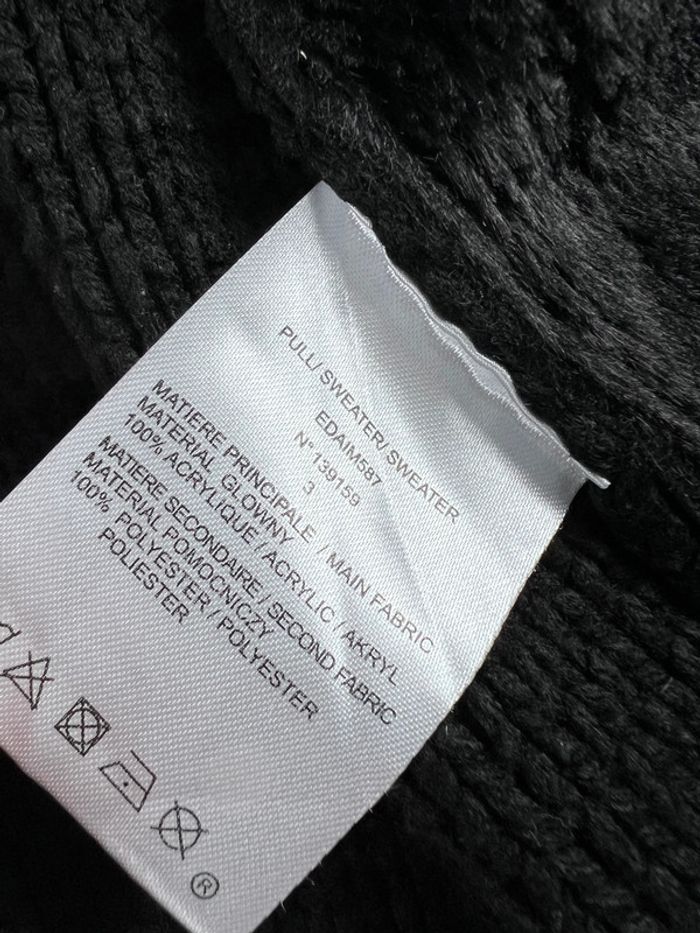 PULL/ SWEATER/ SWEATER
EDAIM587
N° 139159
3
MATIERE PRINCIPALE / MAIN FABRIC
MATERIAL GLOWNY
100% ACRYLIQUE / ACRYLIC / AKRYL
MATIERE SECONDAIRE / SECOND FABRIC
MATERIAL POMOCNICZY
100% POLYESTER / POLYESTER
POLIESTER
®